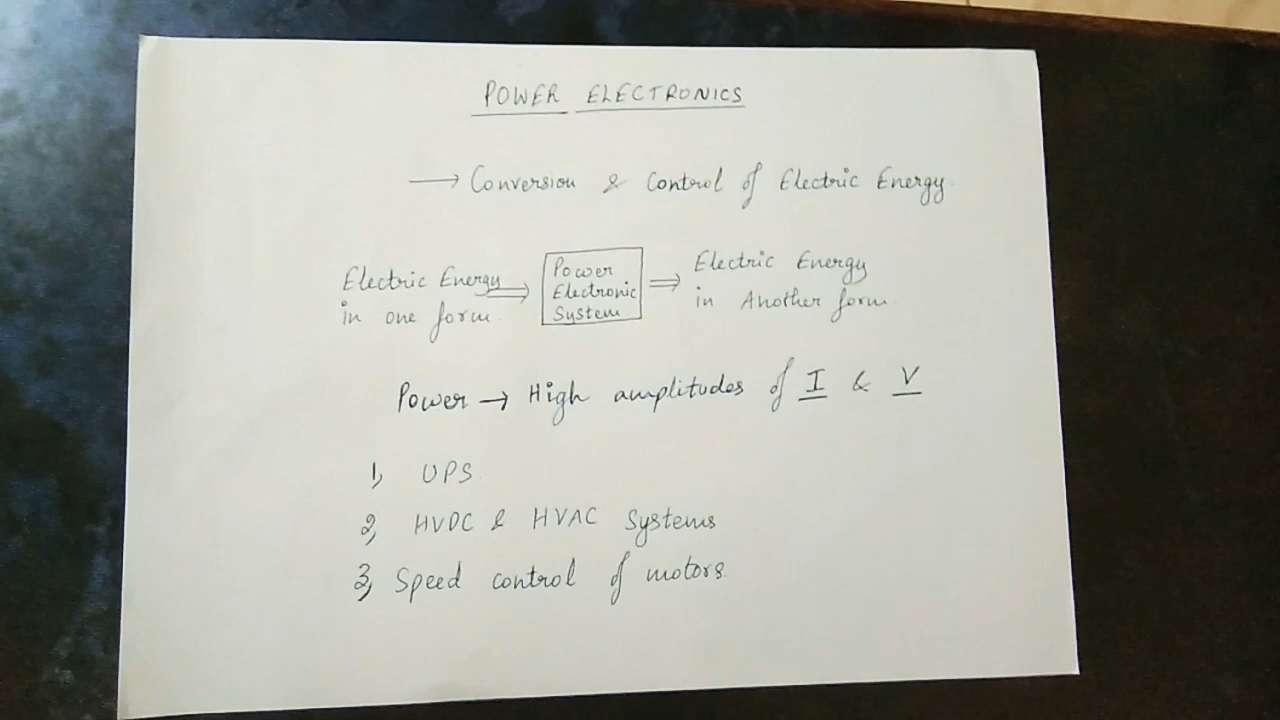 POWER ELECTRONICS
→ Conversion & Control of Electric Energy.
Electric Energy
in one form.
⇒
Power
Electronic
System
⇒
Electric Energy
in Another form.
Power → High amplitudes of I & V
1, UPS.
2, HVDC & HVAC Systems
3, Speed control of motors.